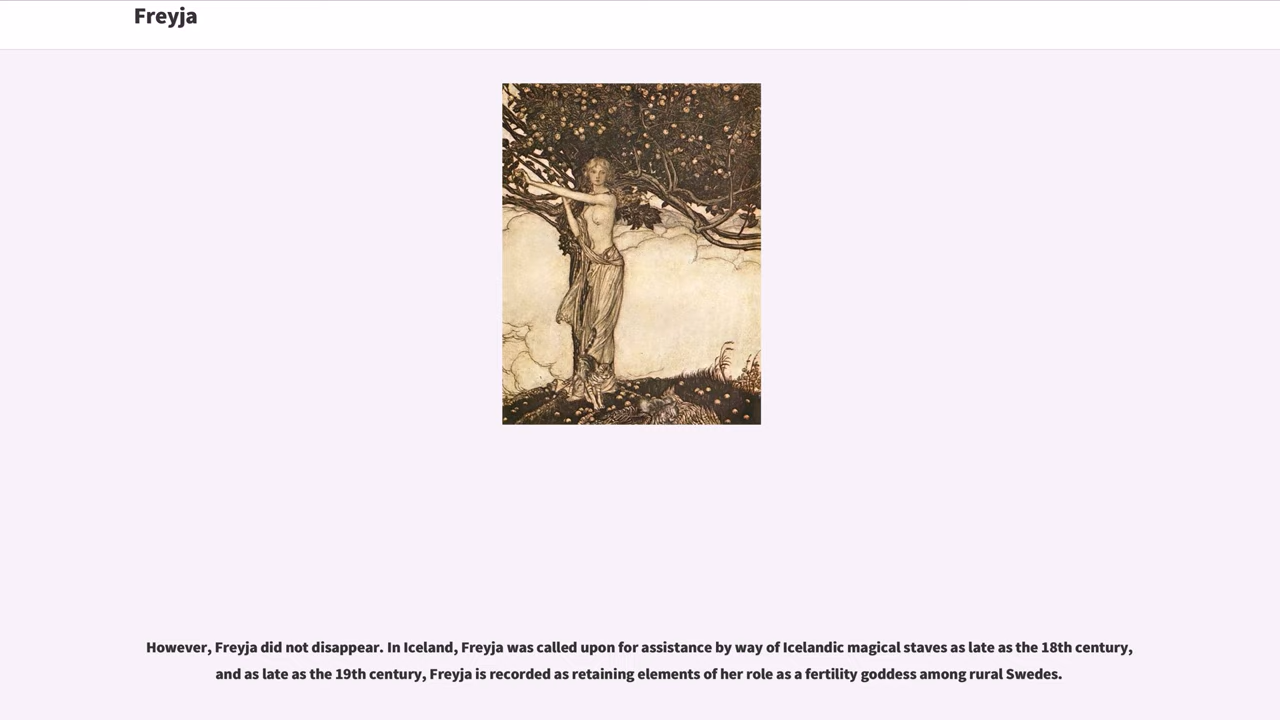 Freyja
However, Freyja did not disappear. In Iceland, Freyja was called upon for assistance by way of Icelandic magical staves as late as the 18th century,
and as late as the 19th century, Freyja is recorded as retaining elements of her role as a fertility goddess among rural Swedes.